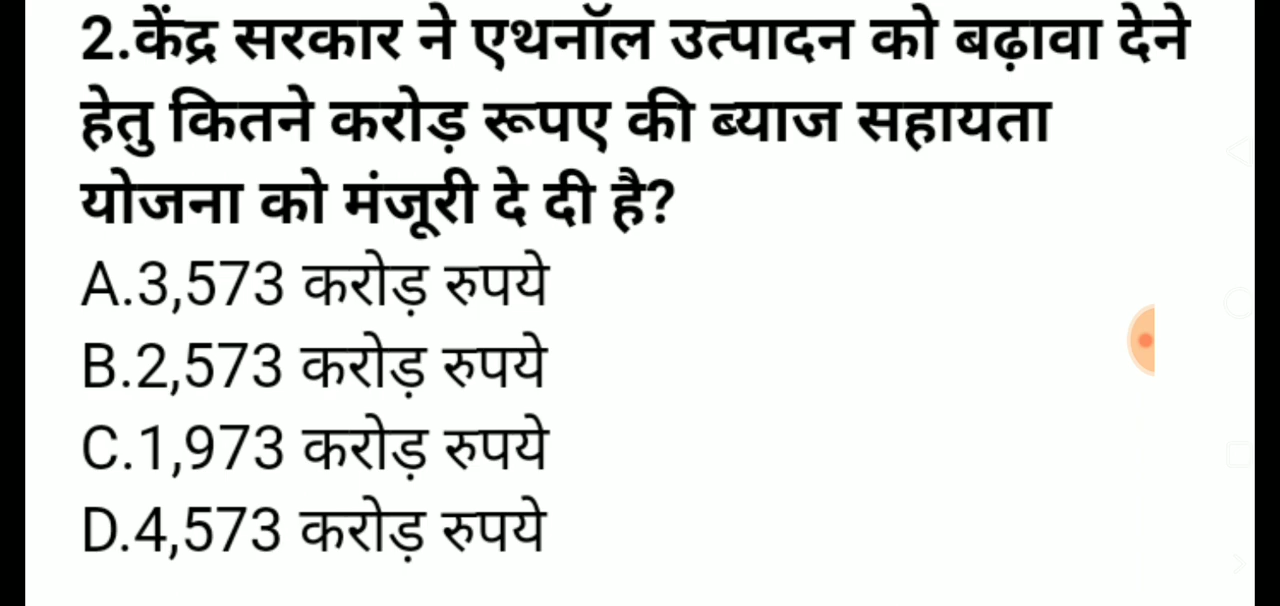 2.केंद्र सरकार ने एथनॉल उत्पादन को बढ़ावा देने
हेतु कितने करोड़ रूपए की ब्याज सहायता
योजना को मंजूरी दे दी है?
A.3,573 करोड़ रुपये
B.2,573 करोड़ रुपये
C.1,973 करोड़ रुपये
D.4,573 करोड़ रुपये